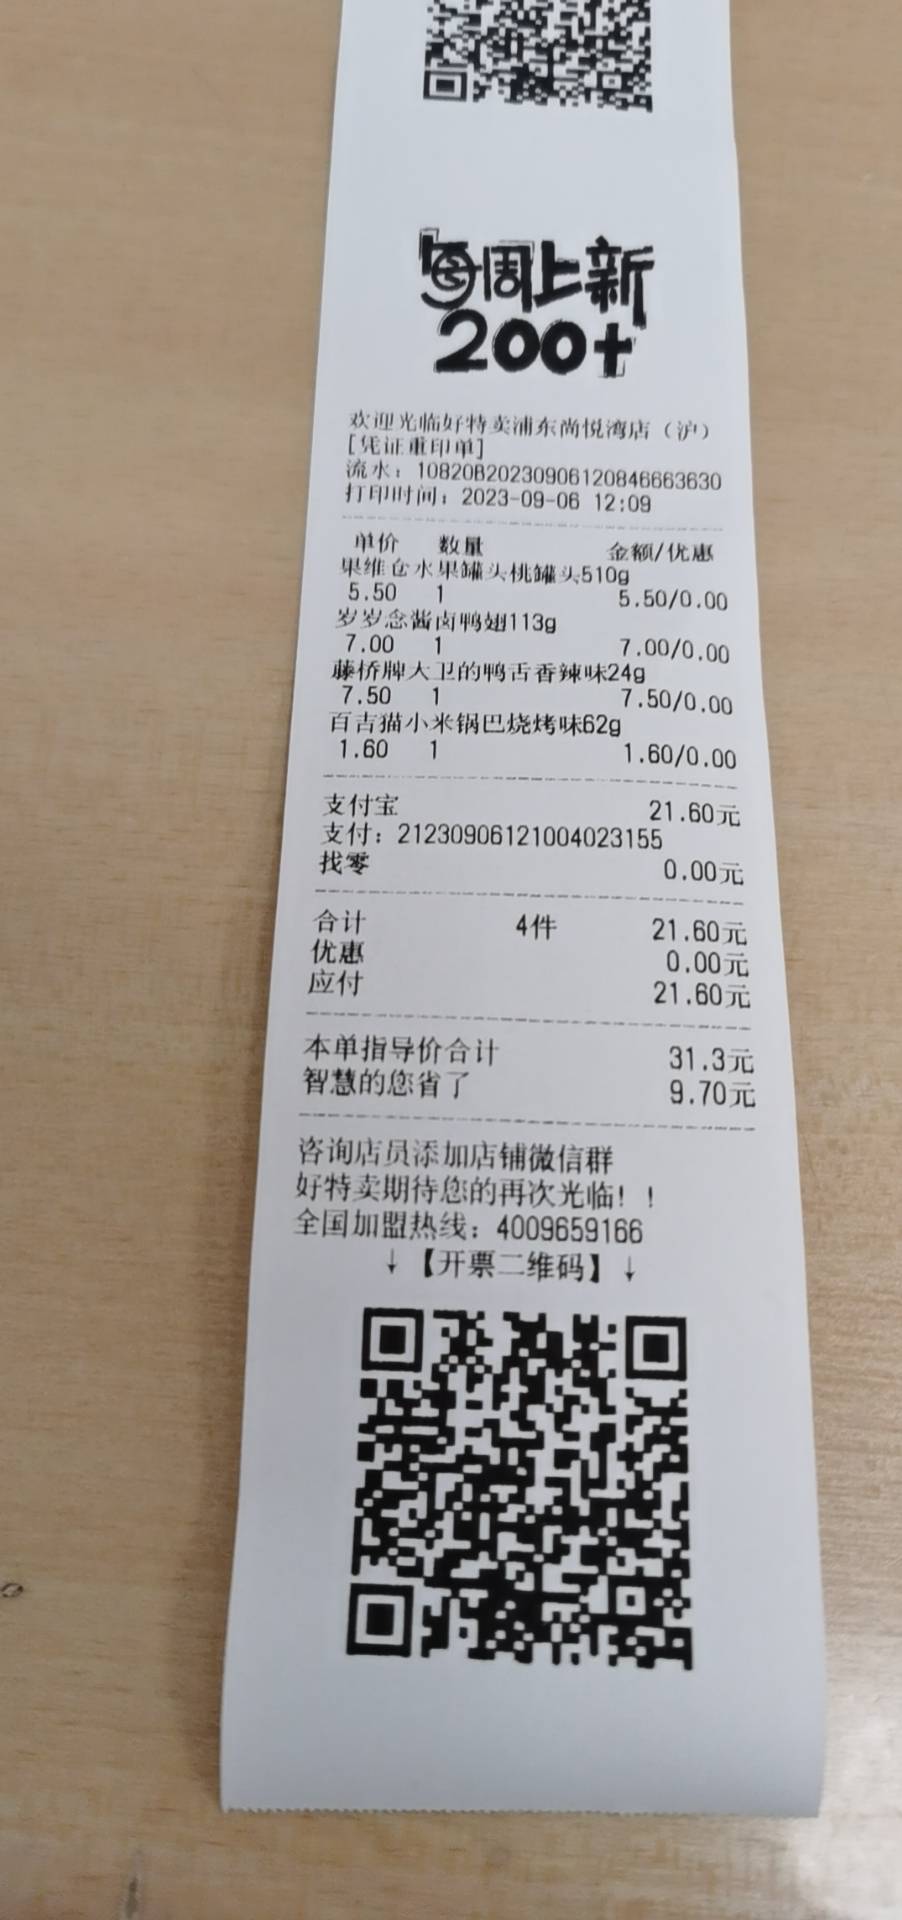 每周上新
200+
欢迎光临好特卖浦东尚悦湾店（沪）
[凭证重印单]
流水：10820B20230906120846663630
打印时间：2023-09-06 12:09
单价 数量 金额/优惠
果维仓水果罐头桃罐头510g
5.50 1 5.50/0.00
岁岁念酱卤鸭翅113g
7.00 1 7.00/0.00
藤桥牌大卫的鸭舌香辣味24g
7.50 1 7.50/0.00
百吉猫小米锅巴烧烤味62g
1.60 1 1.60/0.00
支付宝 21.60元
支付：212309061210040231​55
找零 0.00元
合计 4件 21.60元
优惠 0.00元
应付 21.60元
本单指导价合计 31.3元
智慧的您省了 9.70元
咨询店员添加店铺微信群
好特卖期待您的再次光临！！
全国加盟热线：4009659166
↓【开票二维码】↓